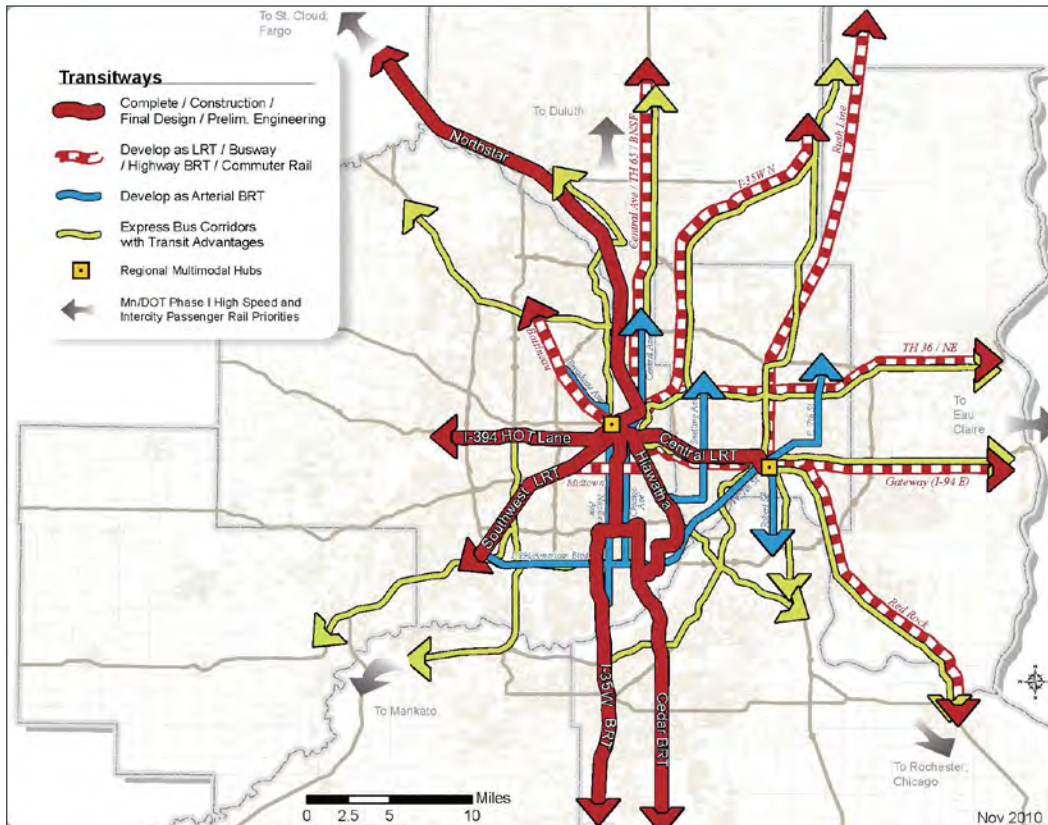 To St. Cloud;
Fargo
Transitways
Complete / Construction /
Final Design / Prelim. Engineering
Develop as LRT / Busway
/ Highway BRT / Commuter Rail
Develop as Arterial BRT
Express Bus Corridors
with Transit Advantages
Regional Multimodal Hubs
Mn/DOT Phase I High Speed and
Intercity Passenger Rail Priorities
Northstar
To Duluth
Central Ave / TH 65 / BNSF
I-35W N
Rush Line
Bottineau
Central Ave
TH 36 / NE
To
Eau
Claire
I-394 HOT Lane
Central LRT
Hiawatha
Southwest LRT
Midtown
Gateway (I-94 E)
Robert St
Red Rock
I-35W BRT
Cedar BRT
To Mankato
To Rochester;
Chicago
Miles
0 2.5 5 10
Nov 2010